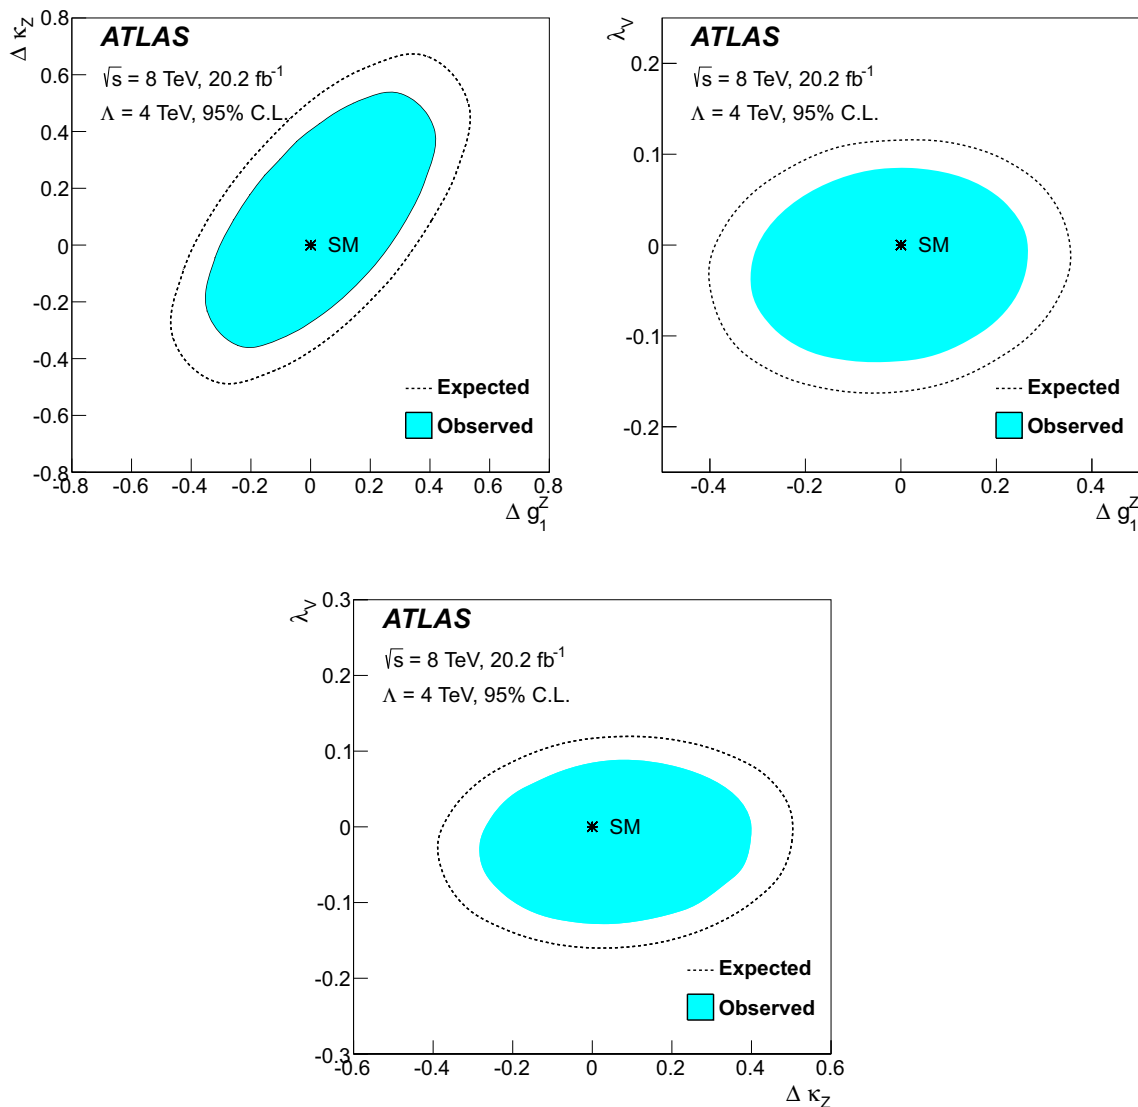 Δ κ_Z
0.8
0.6
0.4
0.2
0
-0.2
-0.4
-0.6
-0.8
ATLAS
√s = 8 TeV, 20.2 fb⁻¹
Λ = 4 TeV, 95% C.L.
SM
Expected
Observed
-0.8 -0.6 -0.4 -0.2 0 0.2 0.4 0.6 0.8
Δ g₁ᶻ
λ_V
0.2
0.1
0
-0.1
-0.2
ATLAS
√s = 8 TeV, 20.2 fb⁻¹
Λ = 4 TeV, 95% C.L.
SM
Expected
Observed
-0.4 -0.2 0 0.2 0.4
Δ g₁ᶻ
λ_V
0.3
0.2
0.1
0
-0.1
-0.2
-0.3
ATLAS
√s = 8 TeV, 20.2 fb⁻¹
Λ = 4 TeV, 95% C.L.
SM
Expected
Observed
-0.6 -0.4 -0.2 0 0.2 0.4 0.6
Δ κ_Z